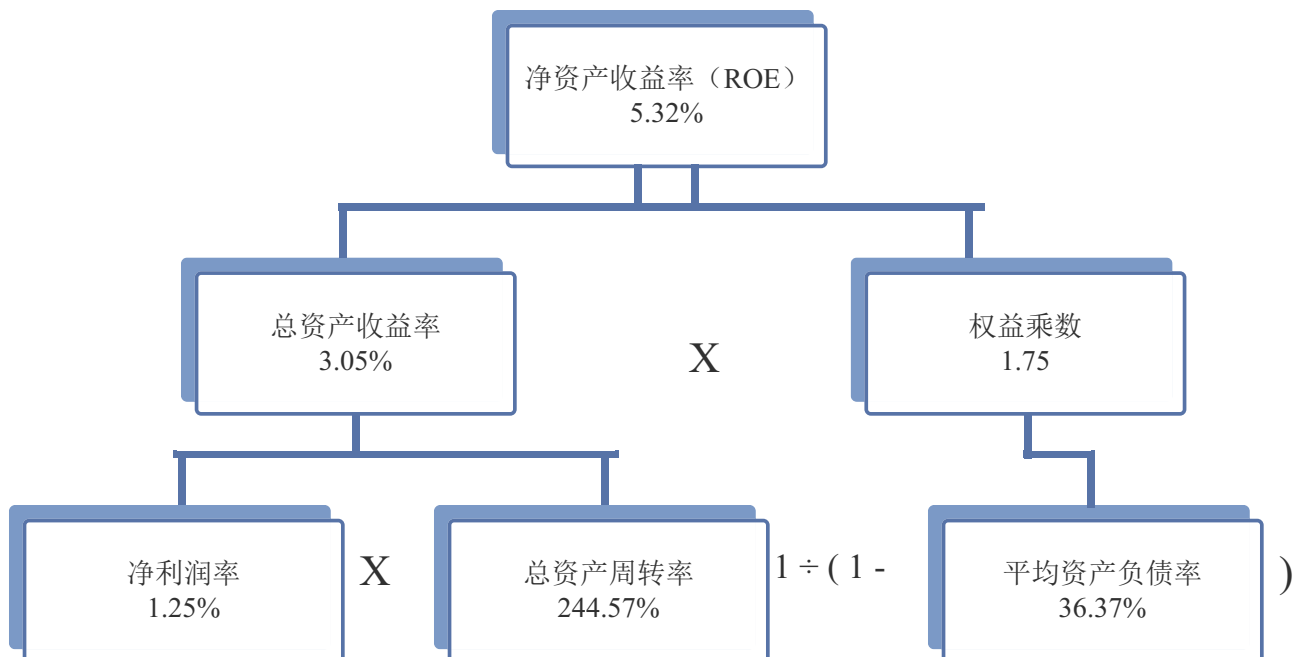 净资产收益率（ROE）
5.32%
总资产收益率
3.05%
X
权益乘数
1.75
净利润率
1.25%
X
总资产周转率
244.57%
1 ÷ ( 1 -
平均资产负债率
36.37%
)